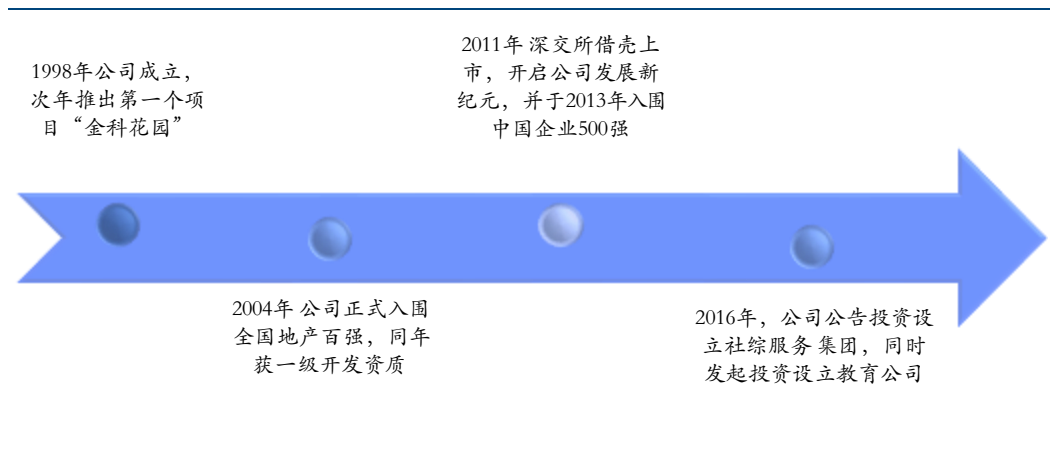 1998年公司成立，
次年推出第一个项
目“金科花园”
2004年 公司正式入围
全国地产百强，同年
获一级开发资质
2011年 深交所借壳上
市，开启公司发展新
纪元，并于2013年入围
中国企业500强
2016年，公司公告投资设
立社综服务 集团，同时
发起投资设立教育公司